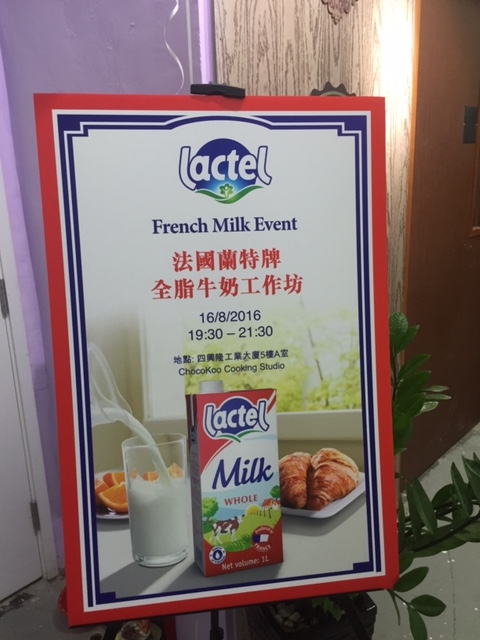 lactel
French Milk Event
法國蘭特牌
全脂牛奶工作坊
16/8/2016
19:30 – 21:30
地點: 四興隆工業大廈5樓A室
ChocoKoo Cooking Studio
lactel
Milk
WHOLE
FRANCE
Net volume: 1L